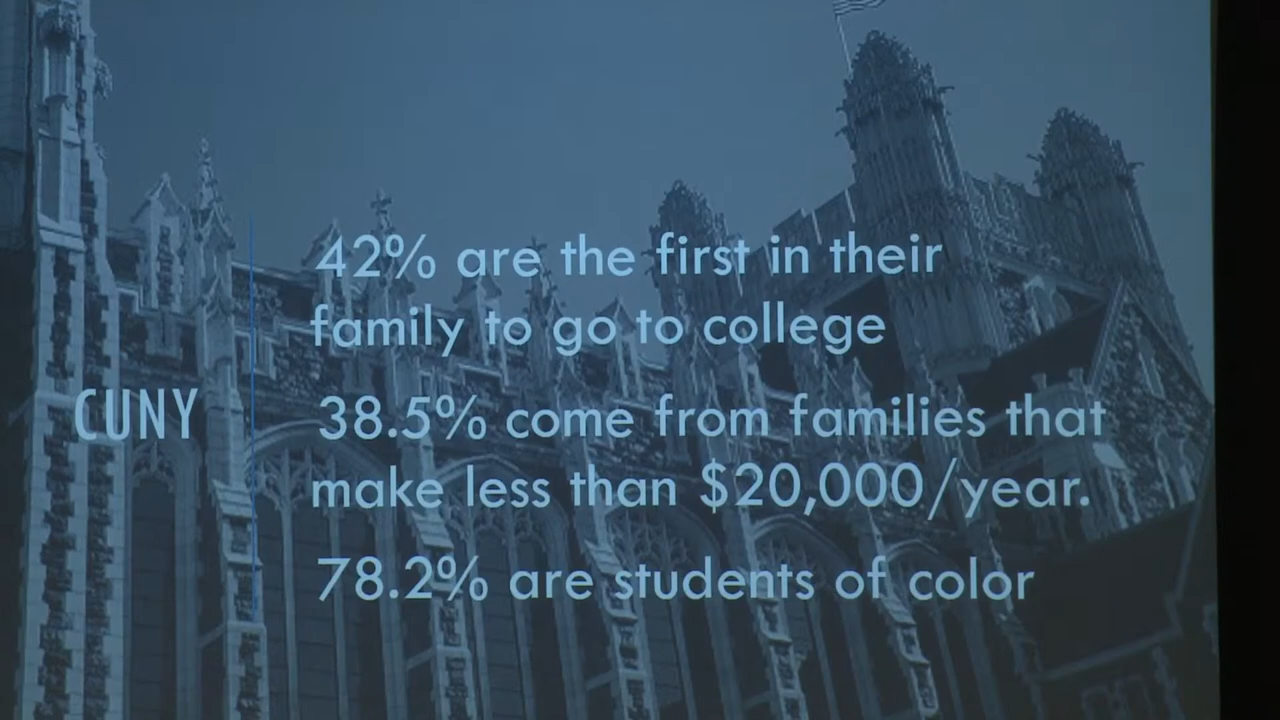 CUNY
42% are the first in their
family to go to college
38.5% come from families that
make less than $20,000/year.
78.2% are students of color